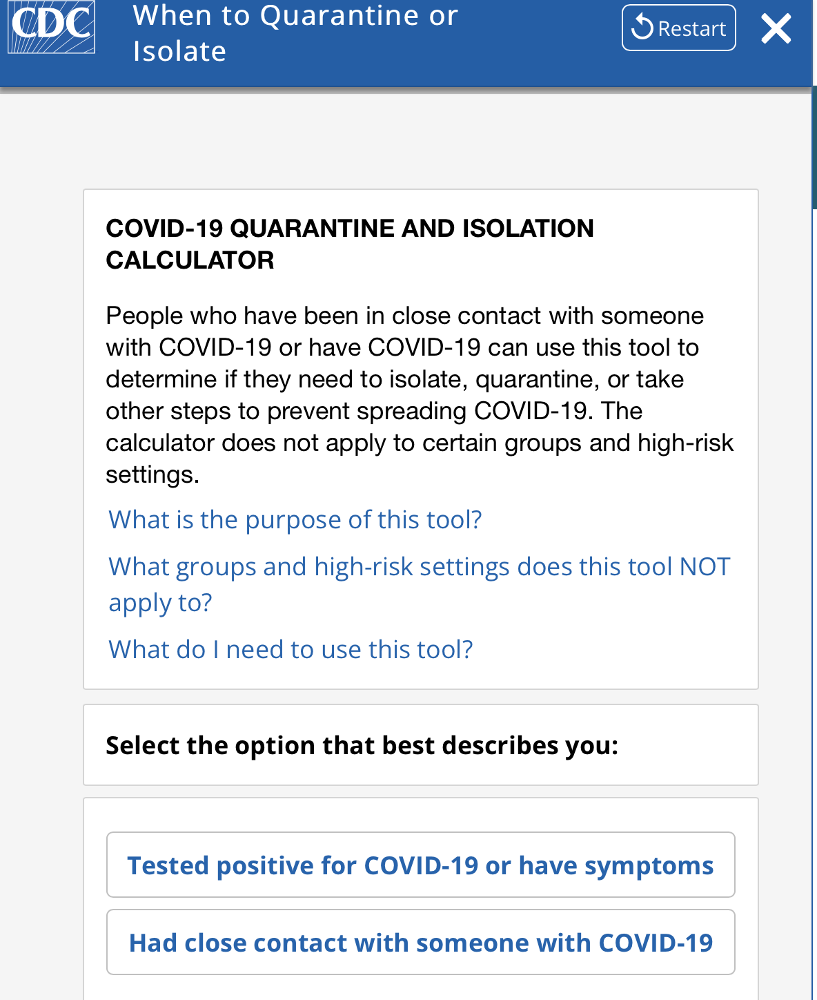 CDC
When to Quarantine or
Isolate
Restart
COVID-19 QUARANTINE AND ISOLATION
CALCULATOR
People who have been in close contact with someone
with COVID-19 or have COVID-19 can use this tool to
determine if they need to isolate, quarantine, or take
other steps to prevent spreading COVID-19. The
calculator does not apply to certain groups and high-risk
settings.
What is the purpose of this tool?
What groups and high-risk settings does this tool NOT
apply to?
What do I need to use this tool?
Select the option that best describes you:
Tested positive for COVID-19 or have symptoms
Had close contact with someone with COVID-19